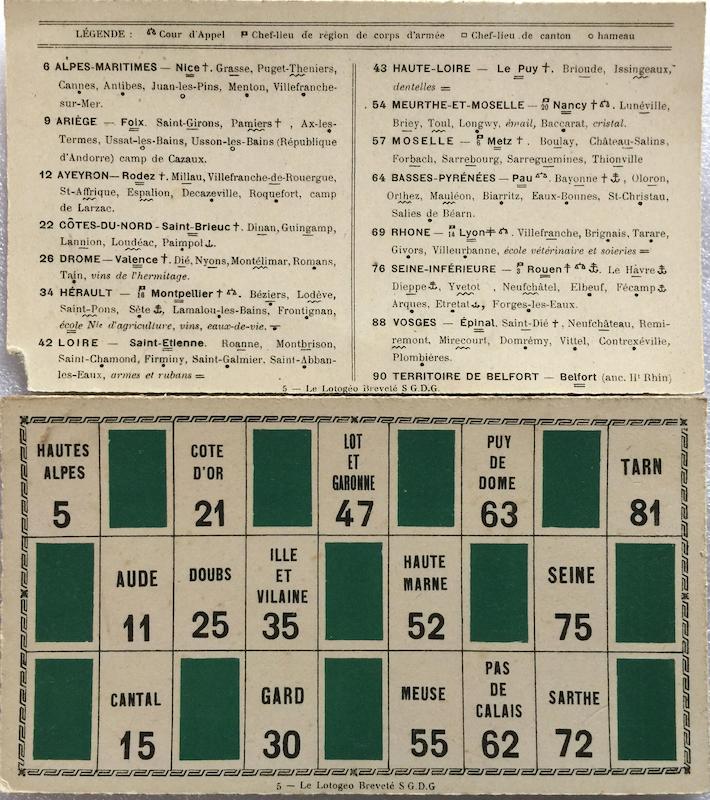 LÉGENDE : Cour d'Appel Chef-lieu de région de corps d'armée Chef-lieu de canton hameau
6 ALPES-MARITIMES — Nice †. Grasse, Puget-Theniers,
Cannes, Antibes, Juan-les-Pins, Menton, Villefranche-
sur-Mer.
9 ARIÈGE — Foix. Saint-Girons, Pamiers † , Ax-les-
Termes, Ussat-les-Bains, Usson-les-Bains (République
d'Andorre) camp de Cazaux.
12 AYEYRON — Rodez †. Millau, Villefranche-de-Rouergue,
St-Affrique, Espalion, Decazeville, Roquefort, camp
de Larzac.
22 CÔTES-DU-NORD - Saint-Brieuc †. Dinan, Guingamp,
Lannion, Loudéac, Paimpol ⚓.
26 DROME — Valence †. Dié, Nyons, Montélimar, Romans,
Tain, vins de l'hermitage.
34 HÉRAULT — 16 Montpellier † . Béziers, Lodève,
Saint-Pons, Sête ⚓, Lamalou-les-Bains, Frontignan,
école Nle d'agriculture, vins, eaux-de-vie.
42 LOIRE — Saint-Etienne. Roanne, Montbrison,
Saint-Chamond, Firminy, Saint-Galmier. Saint-Abban-
les-Eaux, armes et rubans =
43 HAUTE-LOIRE — Le Puy †. Brioude, Issingeaux,
dentelles =
54 MEURTHE-ET-MOSELLE — 20 Nancy † . Lunéville,
Briey, Toul, Longwy, émail, Baccarat, cristal.
57 MOSELLE — 6 Metz † . Boulay, Château-Salins,
Forbach, Sarrebourg, Sarreguemines, Thionville
64 BASSES-PYRÉNÉES — Pau . Bayonne † ⚓, Oloron,
Orthez, Mauléon, Biarritz, Eaux-Bonnes, St-Christau,
Salies de Béarn.
69 RHONE — 14 Lyon . Villefranche, Brignais, Tarare,
Givors, Villeurbanne, école vétérinaire et soieries =
76 SEINE-INFÉRIEURE — 3 Rouen † ⚓. Le Hàvre ⚓
Dieppe ⚓, Yvetot , Neufchâtel, Elbeuf, Fécamp ⚓
Arques, Etretat, Forges-les-Eaux.
88 VOSGES — Épinal. Saint-Dié † , Neufchâteau, Remi-
remont, Mirecourt, Domrémy, Vittel, Contrexéville,
Plombières.
90 TERRITOIRE DE BELFORT — Belfort (anc. Ht Rhin)
5 — Le Lotogéo Breveté S G.D.G.
HAUTES
ALPES
5
COTE
D'OR
21
LOT
ET
GARONNE
47
PUY
DE
DOME
63
TARN
81
AUDE
11
DOUBS
25
ILLE
ET
VILAINE
35
HAUTE
MARNE
52
SEINE
75
CANTAL
15
GARD
30
MEUSE
55
PAS
DE
CALAIS
62
SARTHE
72
5 — Le Lotogeo Breveté S G.D.G